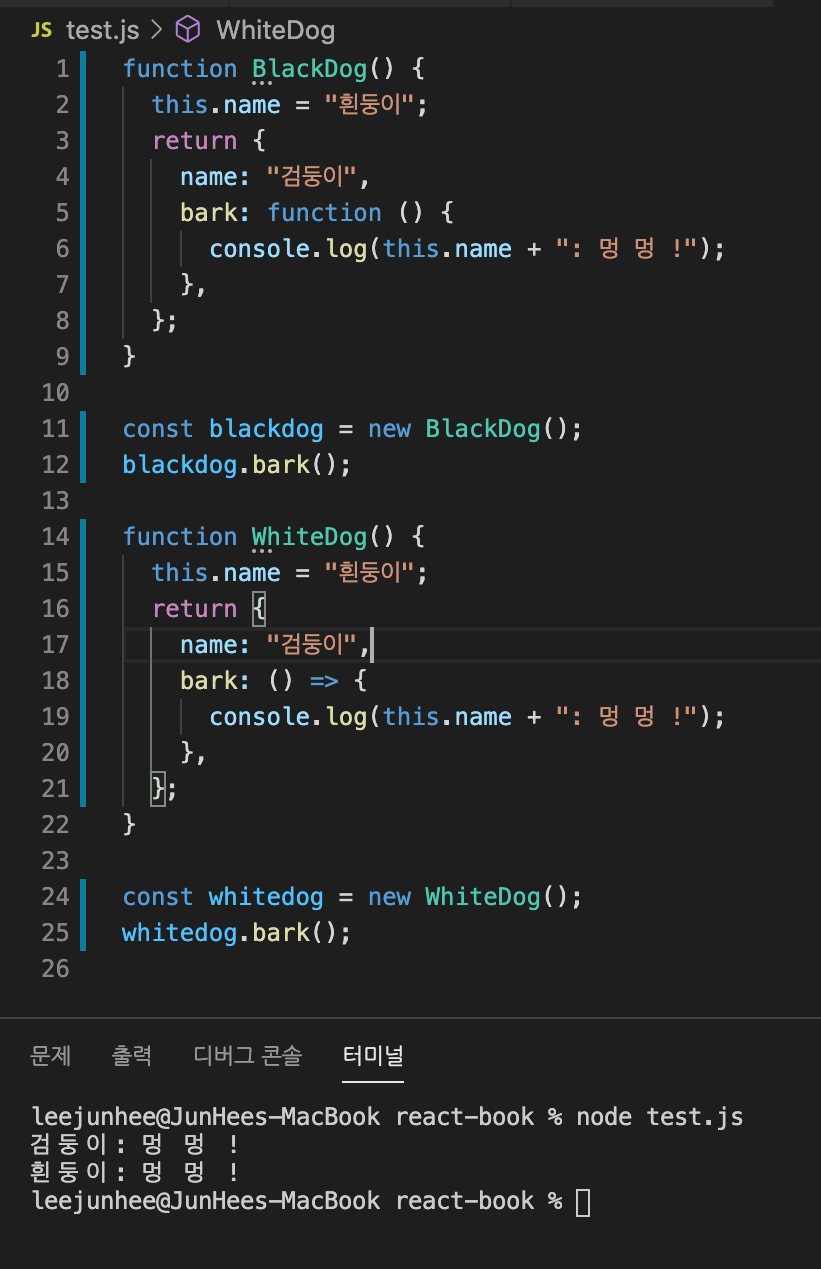 JS test.js > WhiteDog
1 function BlackDog() {
2 this.name = "흰둥이";
3 return {
4 name: "검둥이",
5 bark: function () {
6 console.log(this.name + ": 멍 멍 !");
7 },
8 };
9 }
10
11 const blackdog = new BlackDog();
12 blackdog.bark();
13
14 function WhiteDog() {
15 this.name = "흰둥이";
16 return {
17 name: "검둥이",
18 bark: () => {
19 console.log(this.name + ": 멍 멍 !");
20 },
21 };
22 }
23
24 const whitedog = new WhiteDog();
25 whitedog.bark();
26
문제 출력 디버그 콘솔 터미널
leejunhee@JunHees-MacBook react-book % node test.js
검둥이: 멍 멍 !
흰둥이: 멍 멍 !
leejunhee@JunHees-MacBook react-book %